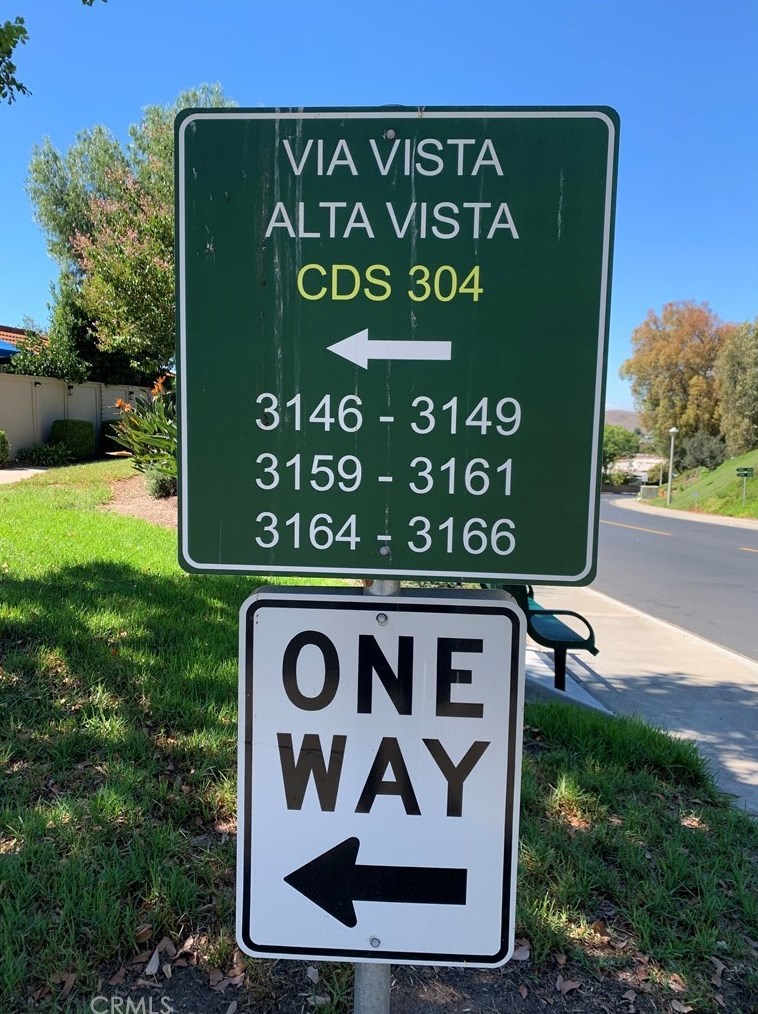 VIA VISTA
ALTA VISTA
CDS 304
3146 - 3149
3159 - 3161
3164 - 3166
ONE
WAY
CRMLS